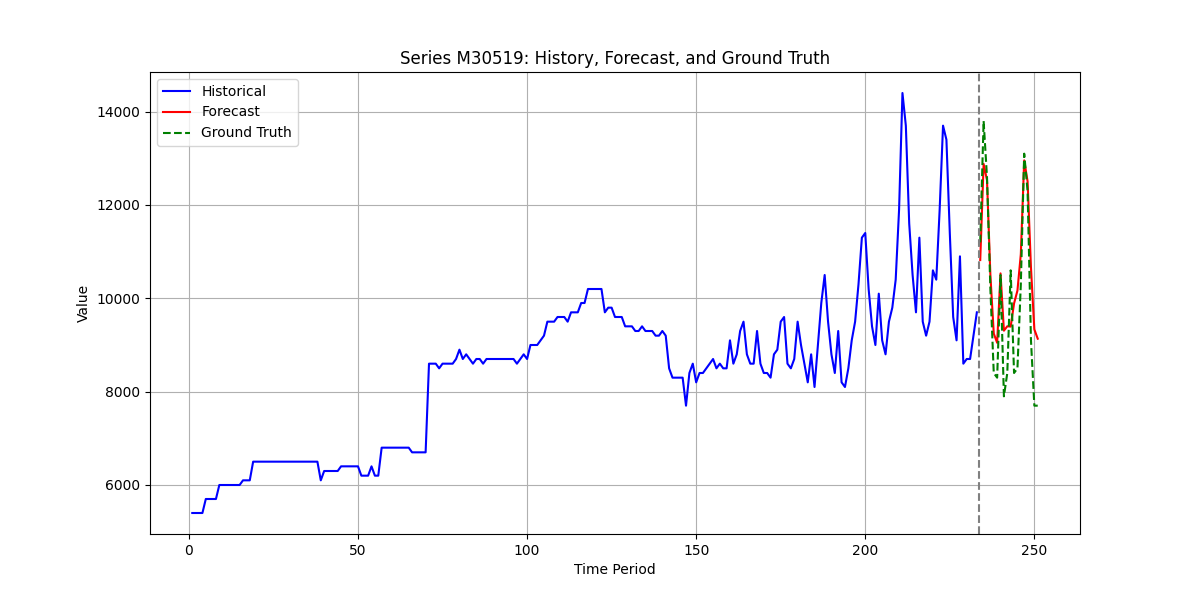 Series M30519: History, Forecast, and Ground Truth
Historical
Forecast
Ground Truth
Value
14000
12000
10000
8000
6000
0 50 100 150 200 250
Time Period